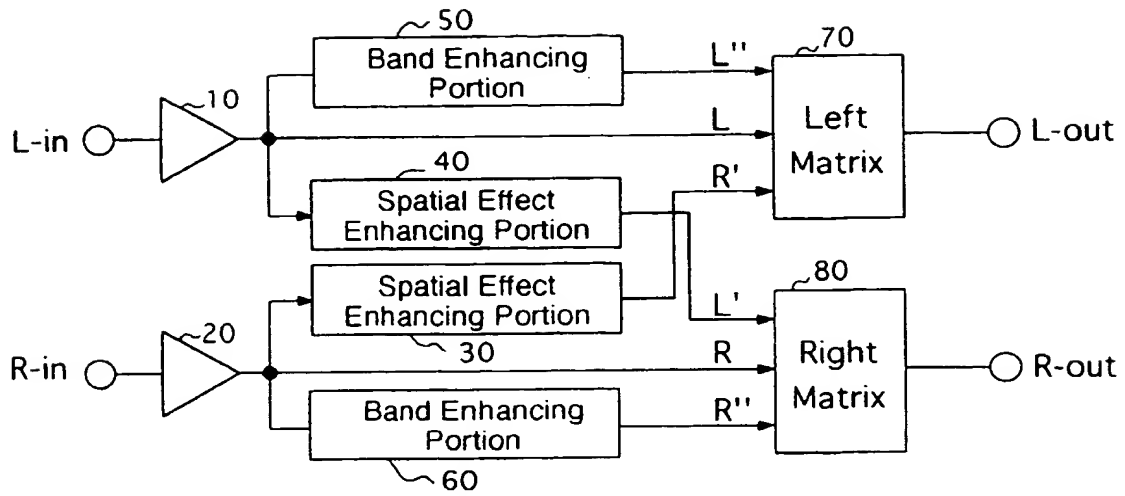 50
Band Enhancing
Portion
L''
70
10
L-in
L
Left
Matrix
L-out
40
R'
Spatial Effect
Enhancing Portion
Spatial Effect
Enhancing Portion
30
80
L'
20
R-in
R
Right
Matrix
R-out
Band Enhancing
Portion
R''
60